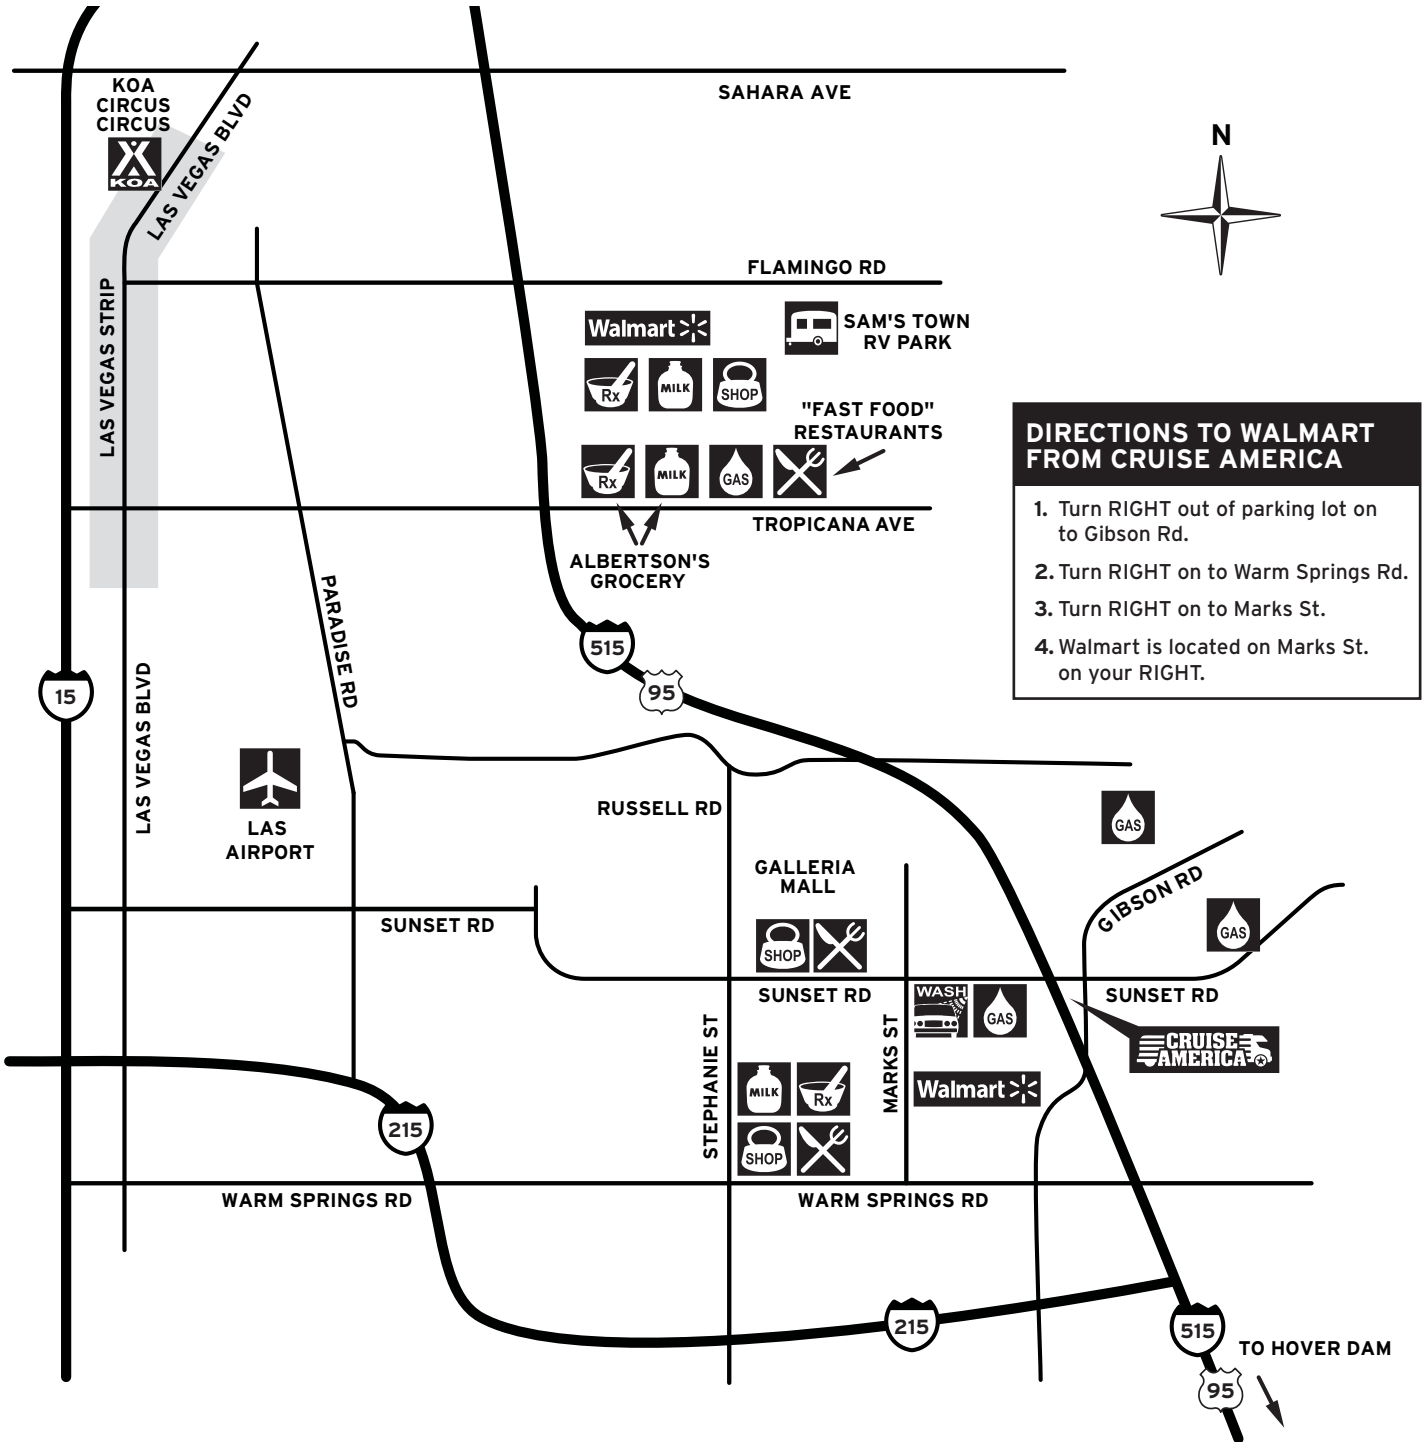 KOA
CIRCUS
CIRCUS
KOA
LAS VEGAS BLVD
SAHARA AVE
N
LAS VEGAS STRIP
FLAMINGO RD
Walmart
SAM'S TOWN
RV PARK
Rx
MILK
SHOP
"FAST FOOD"
RESTAURANTS
Rx
MILK
GAS
TROPICANA AVE
ALBERTSON'S
GROCERY
DIRECTIONS TO WALMART
FROM CRUISE AMERICA
1. Turn RIGHT out of parking lot on
to Gibson Rd.
2. Turn RIGHT on to Warm Springs Rd.
3. Turn RIGHT on to Marks St.
4. Walmart is located on Marks St.
on your RIGHT.
PARADISE RD
515
95
15
LAS VEGAS BLVD
LAS
AIRPORT
RUSSELL RD
GAS
GALLERIA
MALL
GIBSON RD
GAS
SUNSET RD
SHOP
SUNSET RD
SUNSET RD
WASH
GAS
STEPHANIE ST
MARKS ST
CRUISE
AMERICA
MILK
Rx
Walmart
215
SHOP
WARM SPRINGS RD
WARM SPRINGS RD
215
515
TO HOVER DAM
95